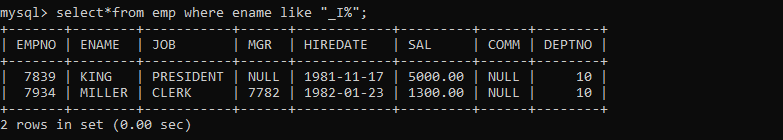 mysql> select*from emp where ename like "_I%";
+-------+--------+-----------+------+------------+---------+------+--------+
| EMPNO | ENAME | JOB | MGR | HIREDATE | SAL | COMM | DEPTNO |
+-------+--------+-----------+------+------------+---------+------+--------+
| 7839 | KING | PRESIDENT | NULL | 1981-11-17 | 5000.00 | NULL | 10 |
| 7934 | MILLER | CLERK | 7782 | 1982-01-23 | 1300.00 | NULL | 10 |
+-------+--------+-----------+------+------------+---------+------+--------+
2 rows in set (0.00 sec)